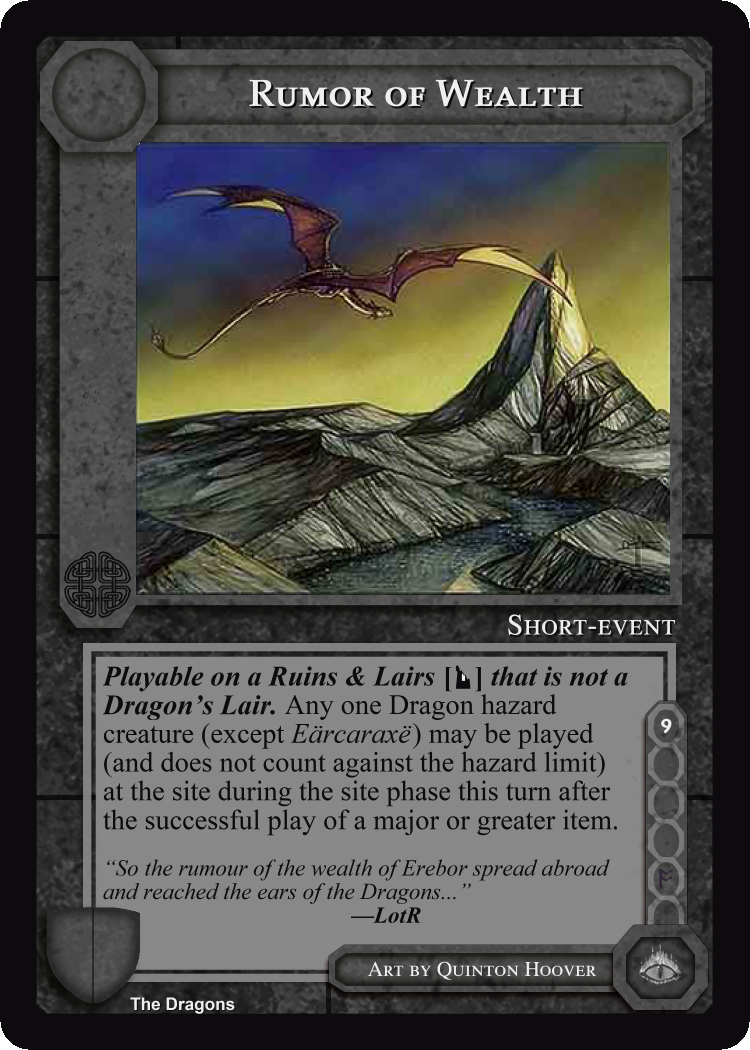 Rumor of Wealth
Short-event
Playable on a Ruins & Lairs [ ] that is not a
Dragon's Lair. Any one Dragon hazard
creature (except Eärcaraxë) may be played
(and does not count against the hazard limit)
at the site during the site phase this turn after
the successful play of a major or greater item.
9
“So the rumour of the wealth of Erebor spread abroad
and reached the ears of the Dragons...”
—LotR
Art by Quinton Hoover
The Dragons